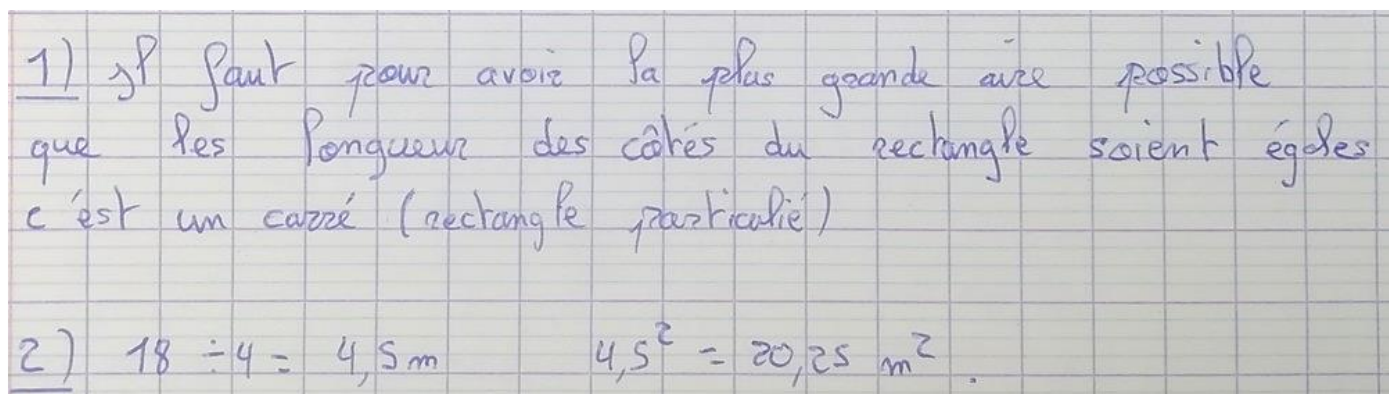 1) Il faut pour avoir la plus grande aire possible
que les longueur des côtés du rectangle soient égales
c'est un carré (rectangle particulié)
2) 18 ÷ 4 = 4,5 m 4,5² = 20,25 m².